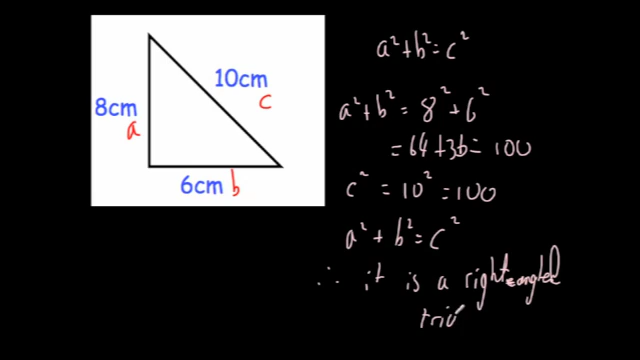 8cm
a
10cm
c
6cm b
a² + b² = c²
a² + b² = 8² + 6²
= 64 + 36 = 100
c² = 10² = 100
a² + b² = c²
∴ it is a right-angled
tri